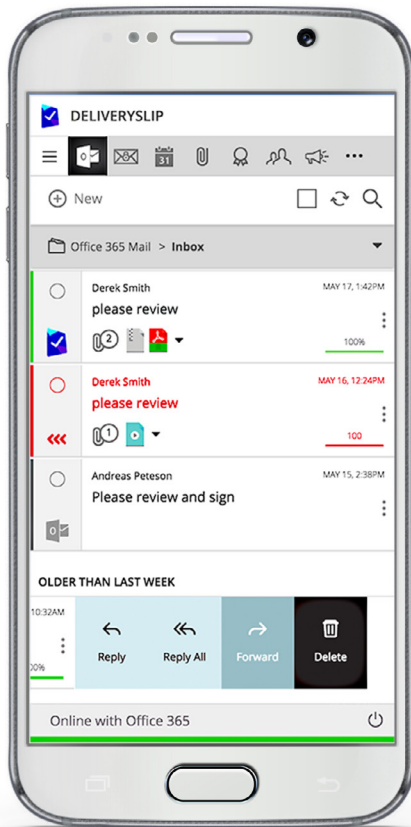 DELIVERYSLIP
31
New
Office 365 Mail > Inbox
Derek Smith MAY 17, 1:42PM
please review
2
100%
Derek Smith MAY 16, 12:24PM
please review
1
100
Andreas Peteson MAY 15, 2:38PM
Please review and sign
OLDER THAN LAST WEEK
10:32AM
00%
Reply Reply All Forward Delete
Online with Office 365